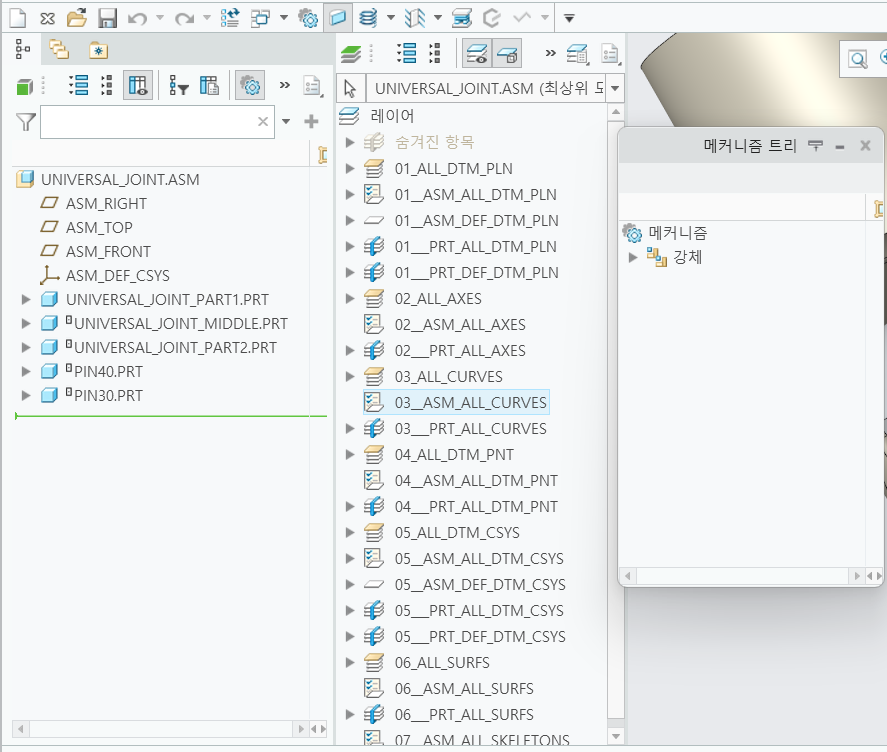 UNIVERSAL_JOINT.ASM
ASM_RIGHT
ASM_TOP
ASM_FRONT
ASM_DEF_CSYS
UNIVERSAL_JOINT_PART1.PRT
UNIVERSAL_JOINT_MIDDLE.PRT
UNIVERSAL_JOINT_PART2.PRT
PIN40.PRT
PIN30.PRT
UNIVERSAL_JOINT.ASM (최상위 모
레이어
숨겨진 항목
01_ALL_DTM_PLN
01__ASM_ALL_DTM_PLN
01__ASM_DEF_DTM_PLN
01___PRT_ALL_DTM_PLN
01___PRT_DEF_DTM_PLN
02_ALL_AXES
02__ASM_ALL_AXES
02___PRT_ALL_AXES
03_ALL_CURVES
03__ASM_ALL_CURVES
03___PRT_ALL_CURVES
04_ALL_DTM_PNT
04__ASM_ALL_DTM_PNT
04___PRT_ALL_DTM_PNT
05_ALL_DTM_CSYS
05__ASM_ALL_DTM_CSYS
05__ASM_DEF_DTM_CSYS
05___PRT_ALL_DTM_CSYS
05___PRT_DEF_DTM_CSYS
06_ALL_SURFS
06__ASM_ALL_SURFS
06___PRT_ALL_SURFS
07__ASM_ALL_SKELETONS
메커니즘 트리
메커니즘
강체